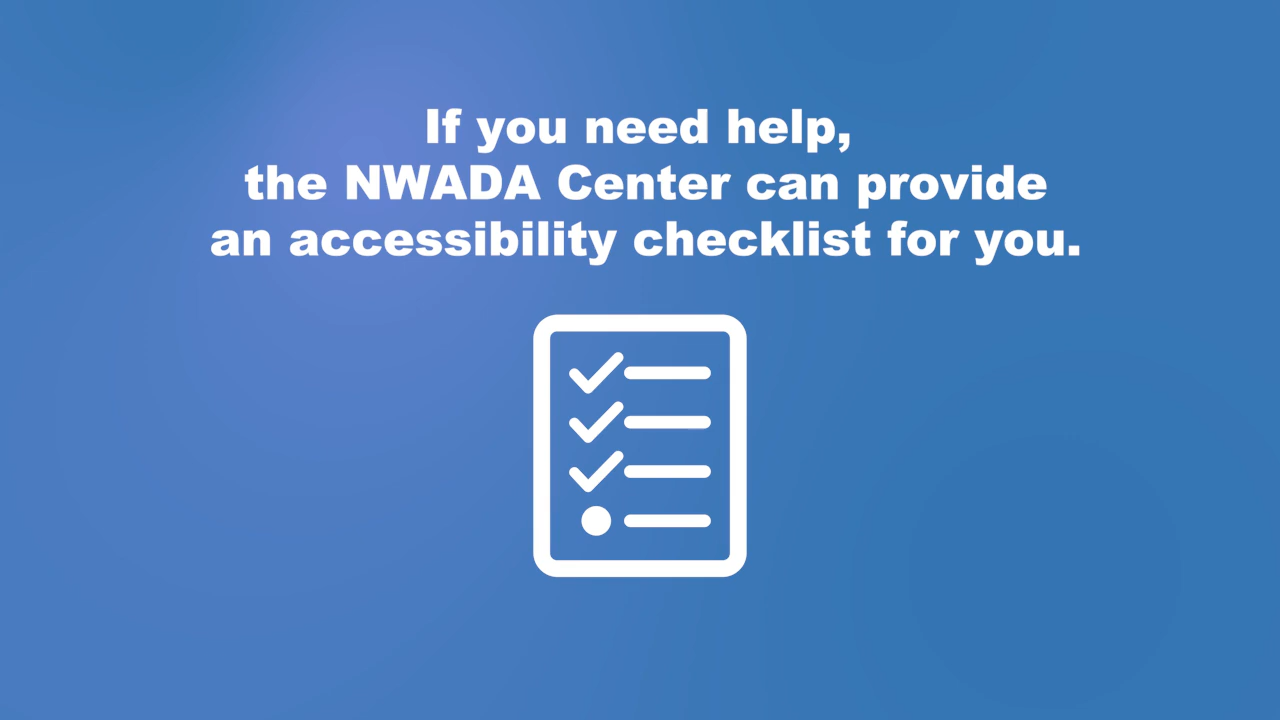 If you need help,
the NWADA Center can provide
an accessibility checklist for you.